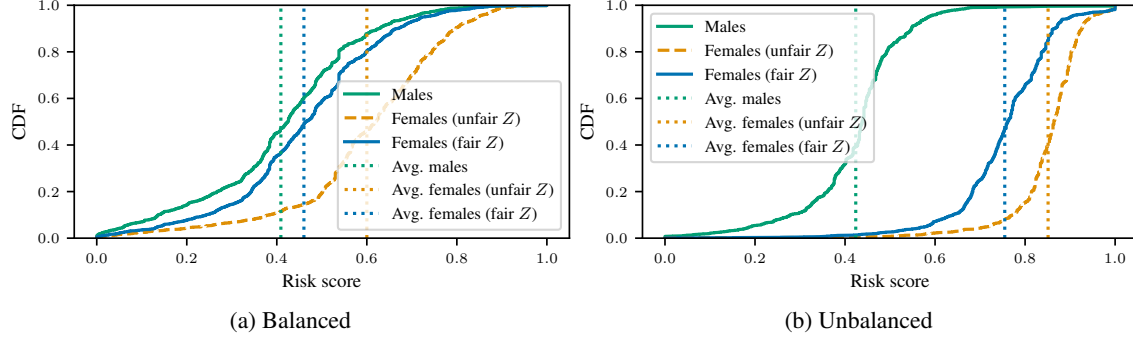 1.0
0.8
0.6
0.4
0.2
0.0
CDF
0.0 0.2 0.4 0.6 0.8 1.0
Risk score
Males
Females (unfair Z)
Females (fair Z)
Avg. males
Avg. females (unfair Z)
Avg. females (fair Z)
(a) Balanced
1.0
0.8
0.6
0.4
0.2
0.0
CDF
0.0 0.2 0.4 0.6 0.8 1.0
Risk score
Males
Females (unfair Z)
Females (fair Z)
Avg. males
Avg. females (unfair Z)
Avg. females (fair Z)
(b) Unbalanced